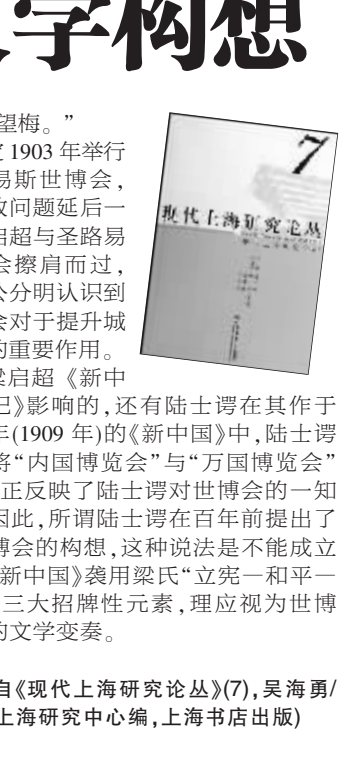 学构想
望梅。”
1903 年举行
易斯世博会,
问题延后一
启超与圣路易
会擦肩而过,
公分明认识到
会对于提升城
的重要作用。
梁启超《新中
》影响的,还有陆士谔在其作于
年(1909 年)的《新中国》中,陆士谔
将“内国博览会”与“万国博览会”
正反映了陆士谔对世博会的一知
因此,所谓陆士谔在百年前提出了
博会的构想,这种说法是不能成立
新中国》袭用梁氏“立宪—和平—
三大招牌性元素,理应视为世博
的文学变奏。
自《现代上海研究论丛》(7),吴海勇/
上海研究中心编,上海书店出版)
7
现代上海研究论丛